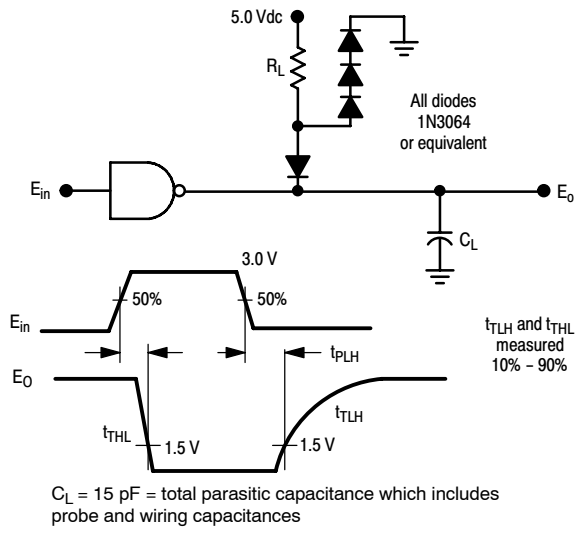 5.0 Vdc
R_L
All diodes
1N3064
or equivalent
E_in
E_o
C_L
3.0 V
50%
50%
E_in
t_TLH and t_THL
measured
10% – 90%
t_PLH
E_O
t_THL
1.5 V
t_TLH
1.5 V
C_L = 15 pF = total parasitic capacitance which includes
probe and wiring capacitances